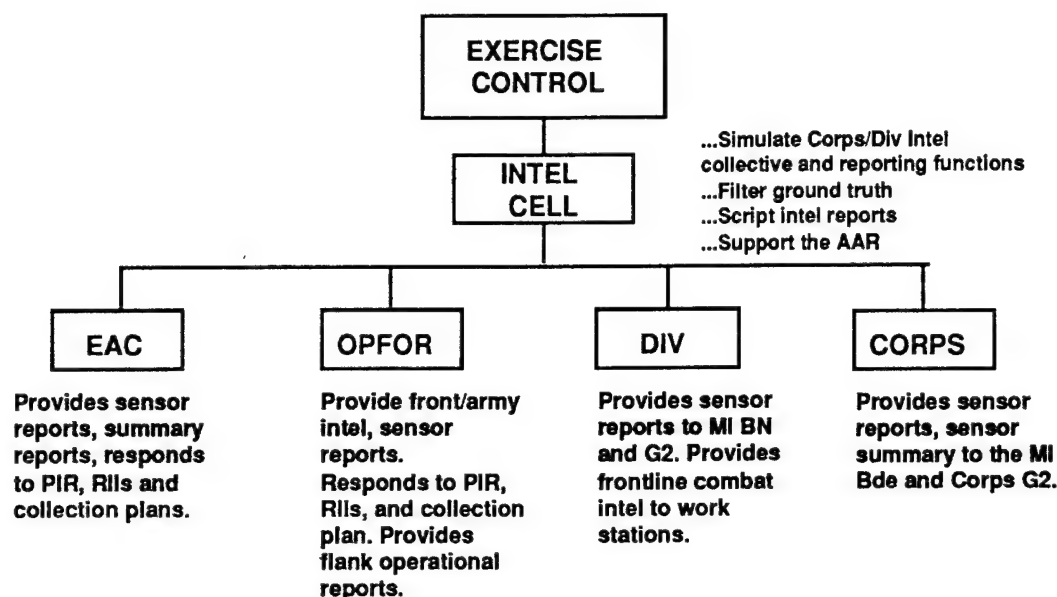 EXERCISE
CONTROL
INTEL
CELL
...Simulate Corps/Div Intel
collective and reporting functions
...Filter ground truth
...Script intel reports
...Support the AAR
EAC
Provides sensor
reports, summary
reports, responds
to PIR, RIIs and
collection plans.
OPFOR
Provide front/army
intel, sensor
reports.
Responds to PIR,
RIIs, and collection
plan. Provides
flank operational
reports.
DIV
Provides sensor
reports to MI BN
and G2. Provides
frontline combat
intel to work
stations.
CORPS
Provides sensor
reports, sensor
summary to the MI
Bde and Corps G2.